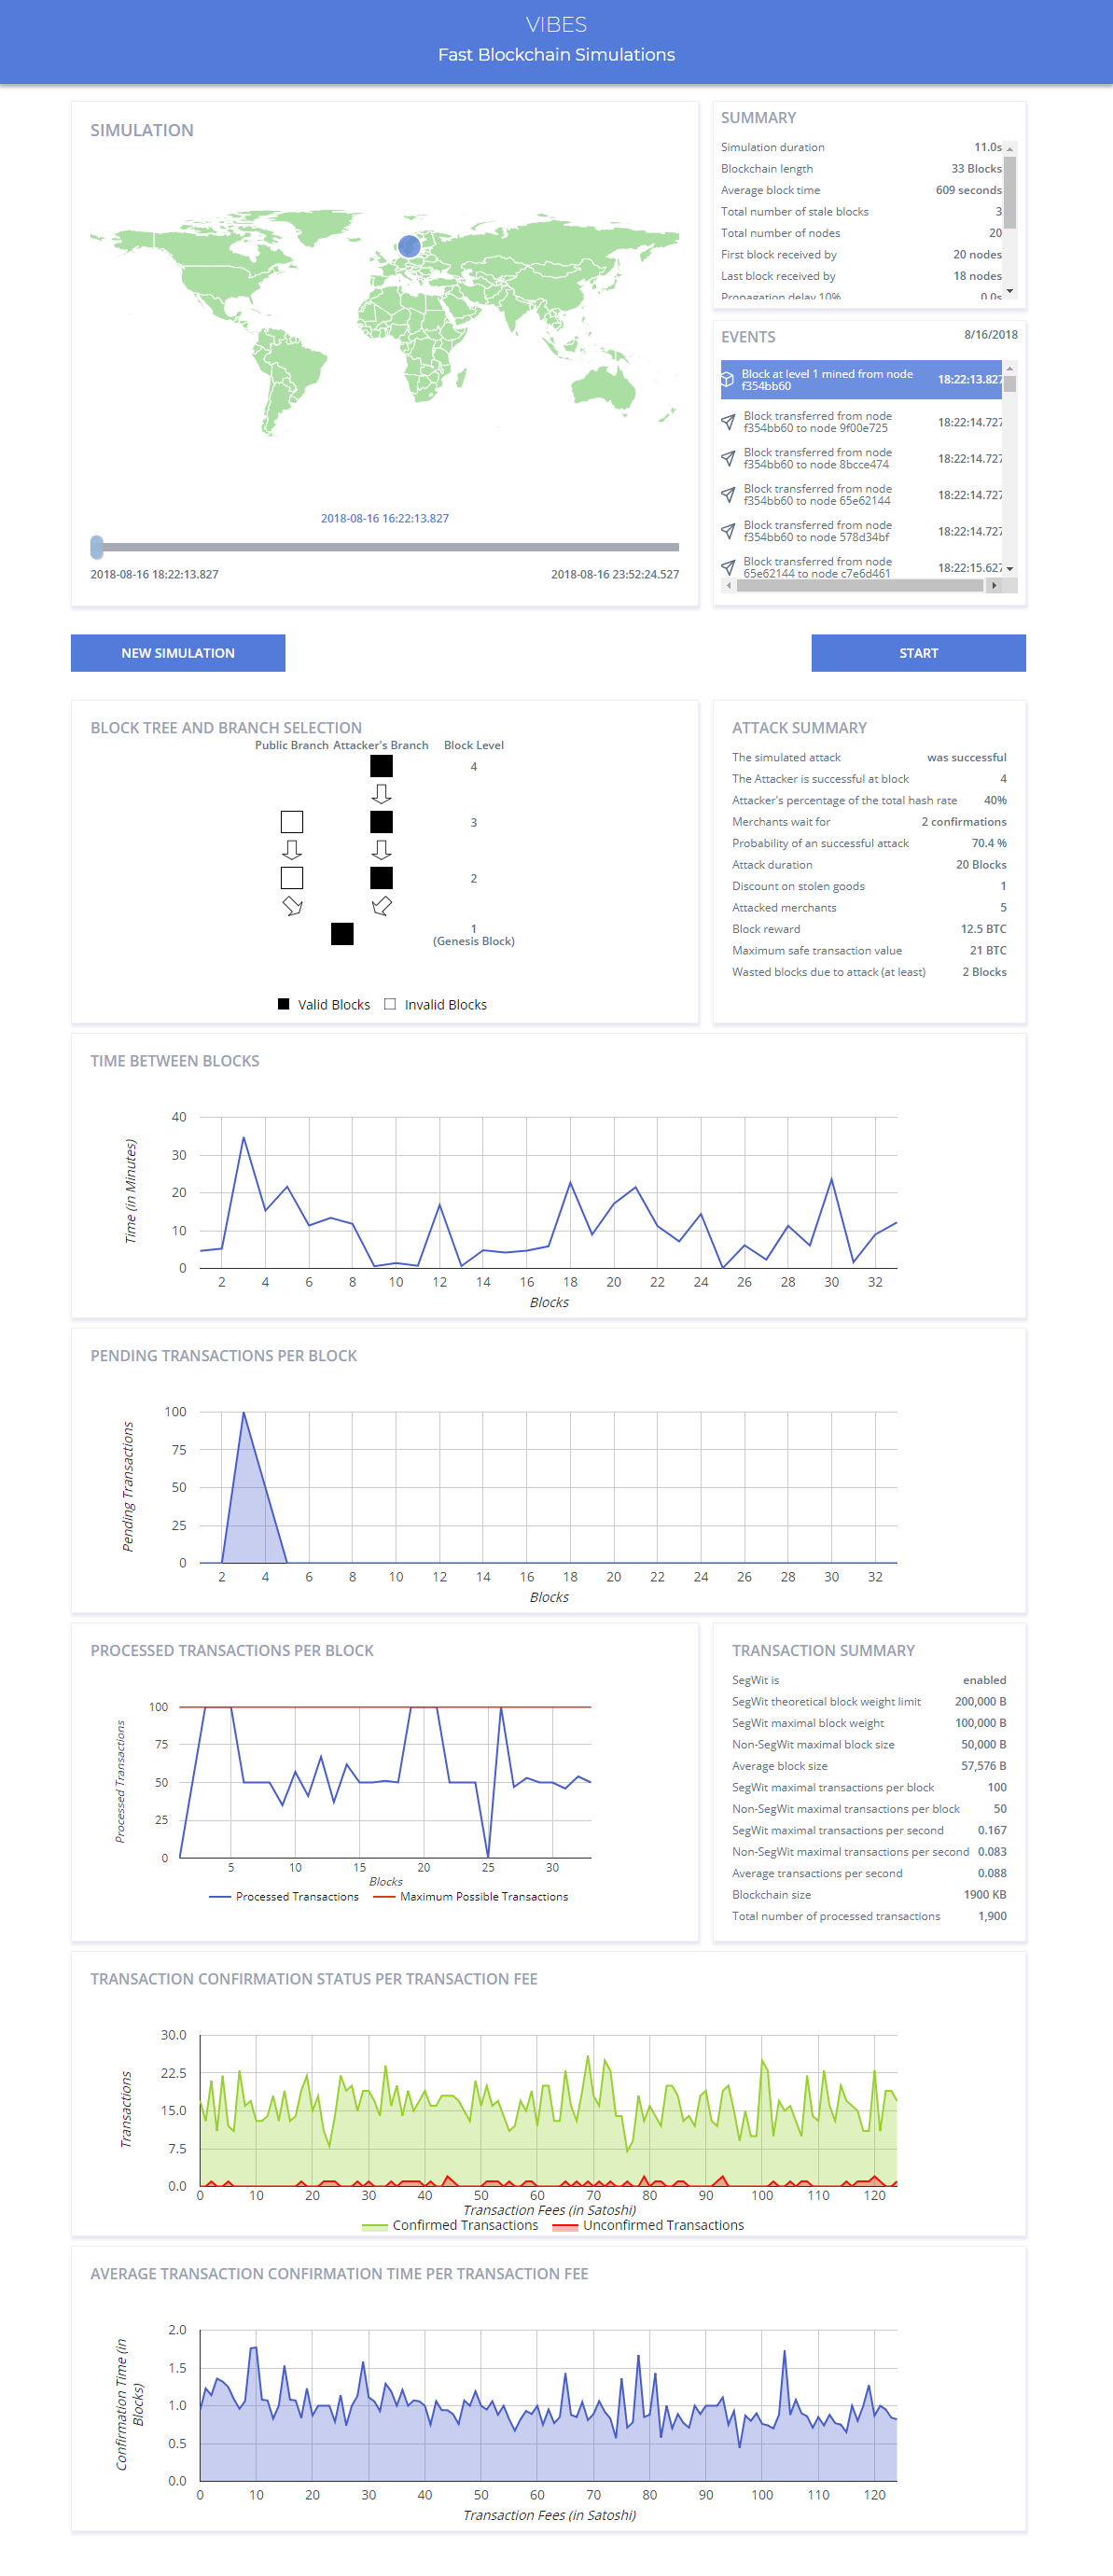 VIBES
Fast Blockchain Simulations
SIMULATION
2018-08-16 16:22:13.827
2018-08-16 18:22:13.827 2018-08-16 23:52:24.527
SUMMARY
Simulation duration 11.0s
Blockchain length 33 Blocks
Average block time 609 seconds
Total number of stale blocks 3
Total number of nodes 20
First block received by 20 nodes
Last block received by 18 nodes
Propagation delay 10% 0.0s
EVENTS 8/16/2018
Block at level 1 mined from node
f354bb60 18:22:13.827
Block transferred from node
f354bb60 to node 9f00e725 18:22:14.727
Block transferred from node
f354bb60 to node 8bcce474 18:22:14.727
Block transferred from node
f354bb60 to node 65e62144 18:22:14.727
Block transferred from node
f354bb60 to node 578d34bf 18:22:14.727
Block transferred from node
65e62144 to node c7e6d461 18:22:15.627
NEW SIMULATION START
BLOCK TREE AND BRANCH SELECTION
Public Branch Attacker's Branch Block Level
4
3
2
1
(Genesis Block)
Valid Blocks Invalid Blocks
ATTACK SUMMARY
The simulated attack was successful
The Attacker is successful at block 4
Attacker's percentage of the total hash rate 40%
Merchants wait for 2 confirmations
Probability of an successful attack 70.4 %
Attack duration 20 Blocks
Discount on stolen goods 1
Attacked merchants 5
Block reward 12.5 BTC
Maximum safe transaction value 21 BTC
Wasted blocks due to attack (at least) 2 Blocks
TIME BETWEEN BLOCKS
Time (in Minutes)
40
30
20
10
0
2 4 6 8 10 12 14 16 18 20 22 24 26 28 30 32
Blocks
PENDING TRANSACTIONS PER BLOCK
Pending Transactions
100
75
50
25
0
2 4 6 8 10 12 14 16 18 20 22 24 26 28 30 32
Blocks
PROCESSED TRANSACTIONS PER BLOCK
Processed Transactions
100
75
50
25
0
5 10 15 20 25 30
Blocks
Processed Transactions Maximum Possible Transactions
TRANSACTION SUMMARY
SegWit is enabled
SegWit theoretical block weight limit 200,000 B
SegWit maximal block weight 100,000 B
Non-SegWit maximal block size 50,000 B
Average block size 57,576 B
SegWit maximal transactions per block 100
Non-SegWit maximal transactions per block 50
SegWit maximal transactions per second 0.167
Non-SegWit maximal transactions per second 0.083
Average transactions per second 0.088
Blockchain size 1900 KB
Total number of processed transactions 1,900
TRANSACTION CONFIRMATION STATUS PER TRANSACTION FEE
Transactions
30.0
22.5
15.0
7.5
0.0
0 10 20 30 40 50 60 70 80 90 100 110 120
Transaction Fees (in Satoshi)
Confirmed Transactions Unconfirmed Transactions
AVERAGE TRANSACTION CONFIRMATION TIME PER TRANSACTION FEE
Confirmation Time (in
Blocks)
2.0
1.5
1.0
0.5
0.0
0 10 20 30 40 50 60 70 80 90 100 110 120
Transaction Fees (in Satoshi)